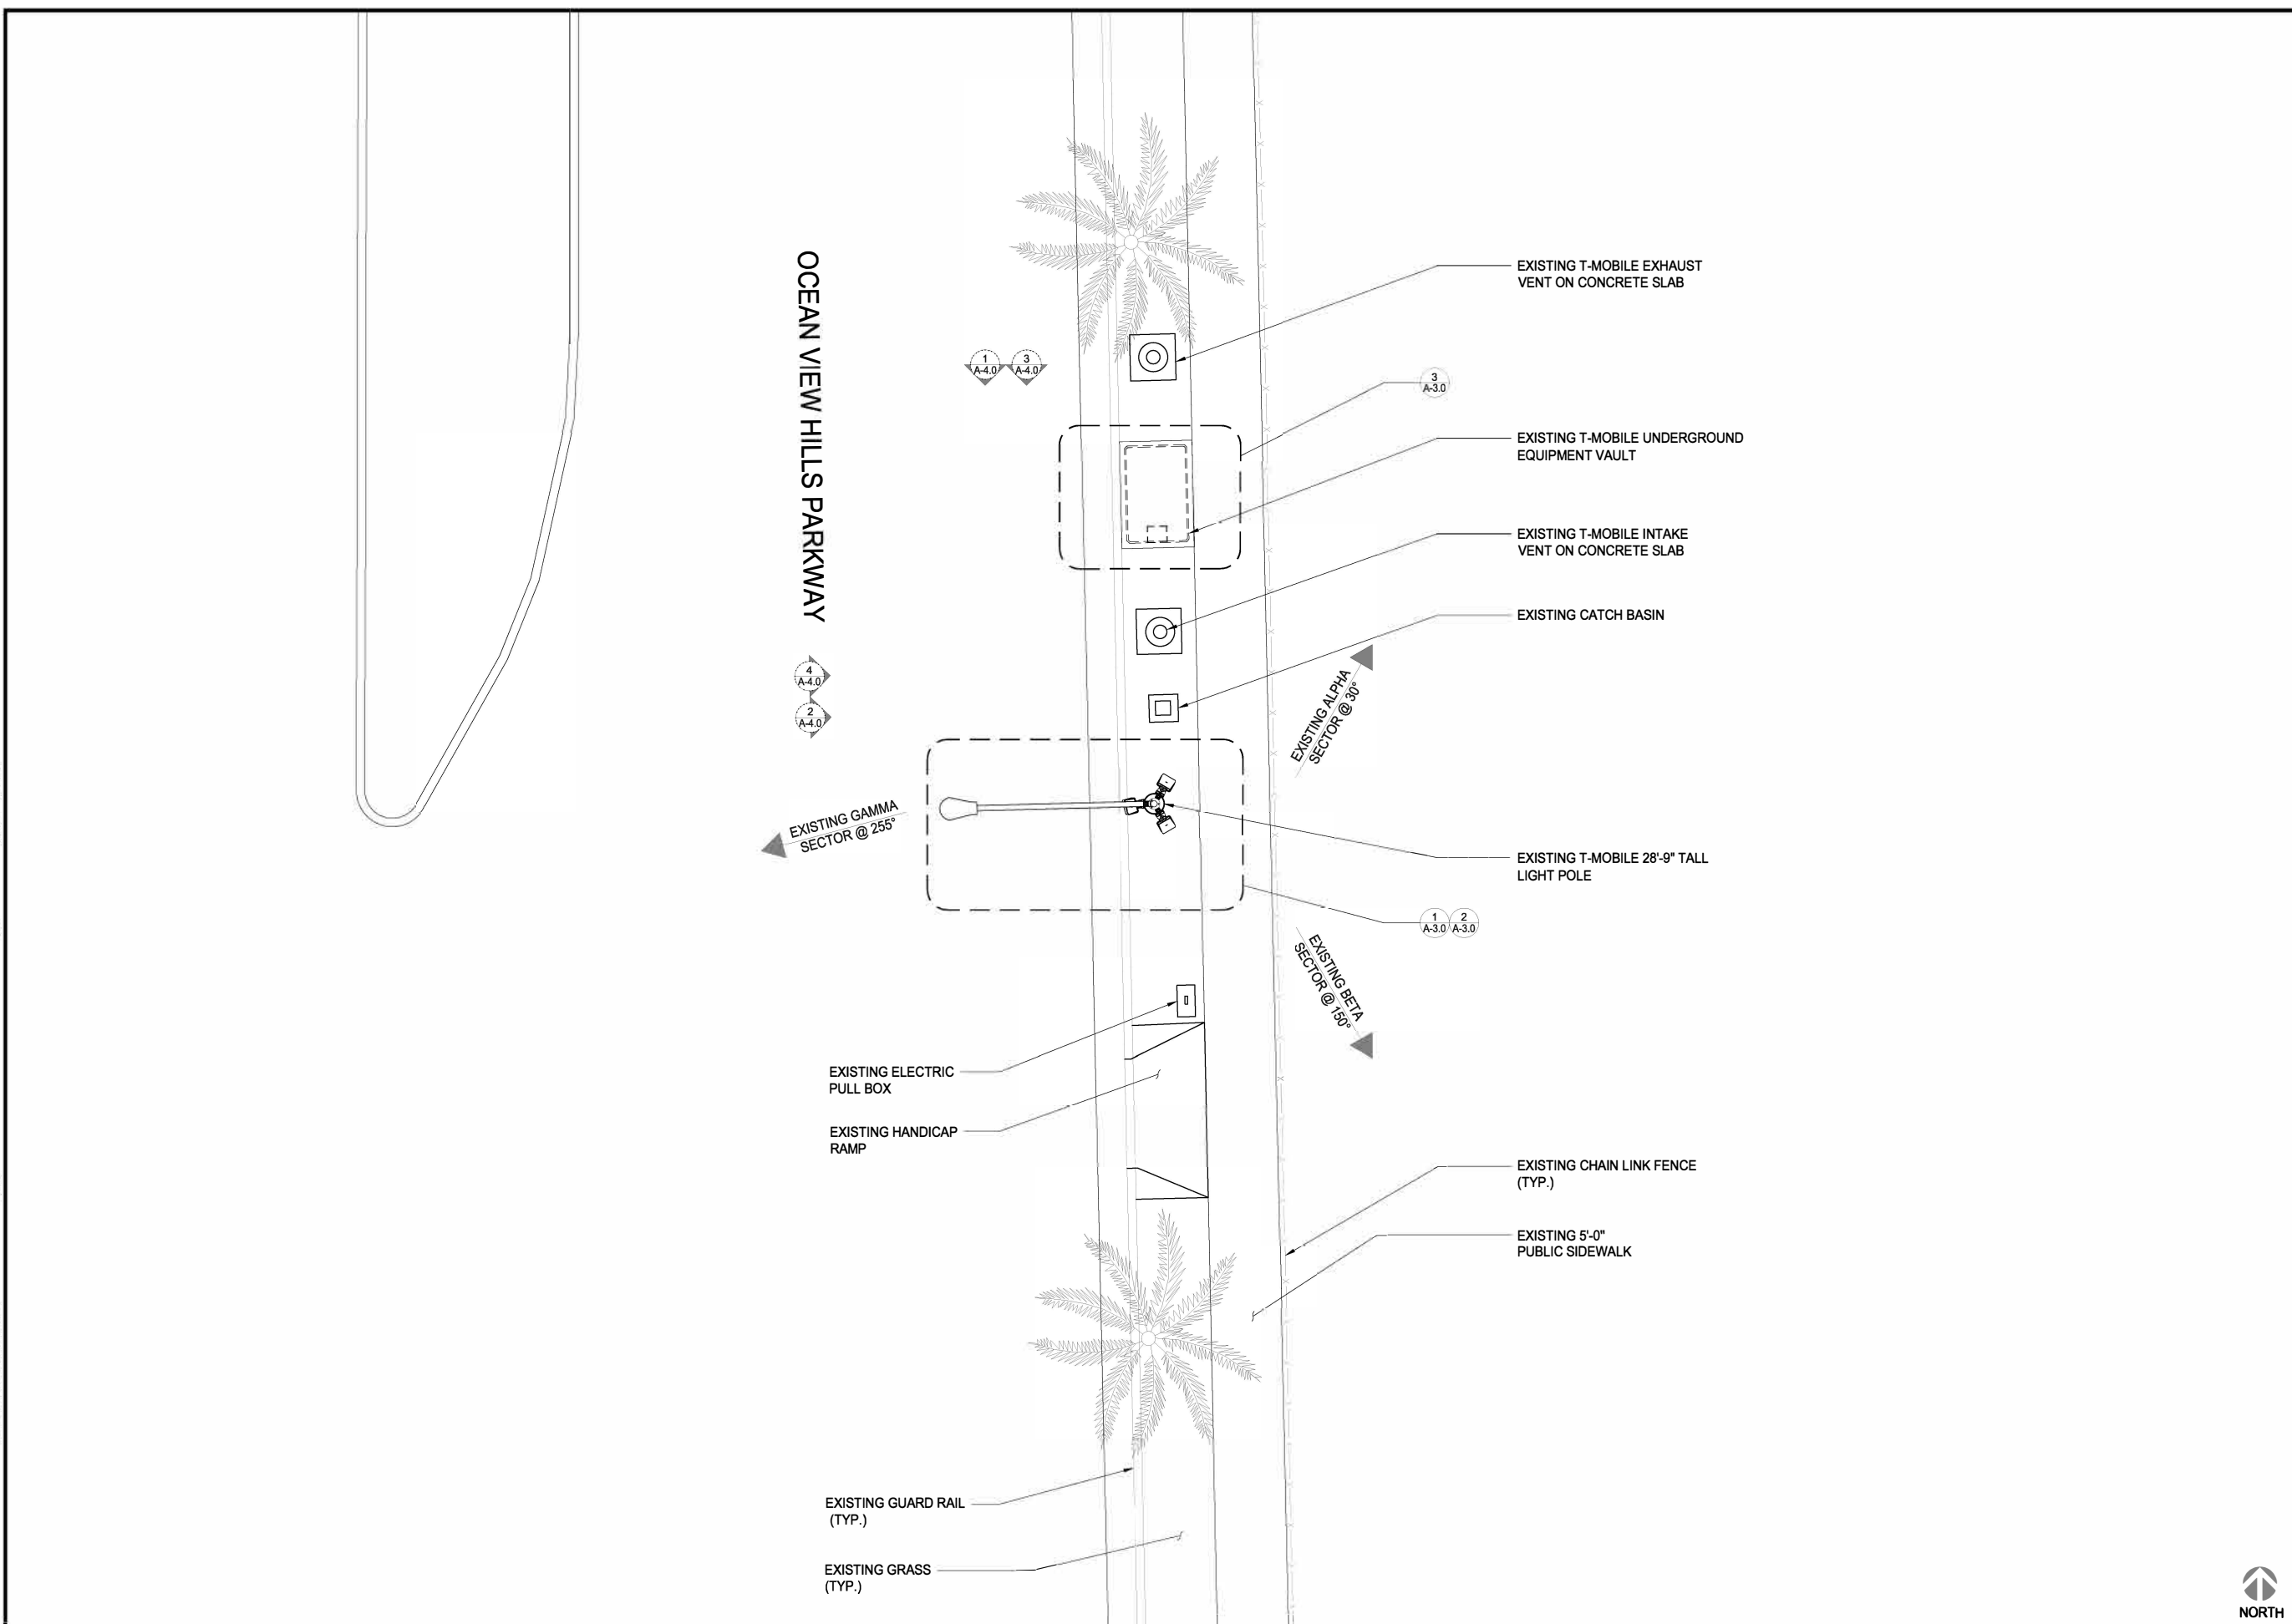 OCEAN VIEW HILLS PARKWAY
EXISTING T-MOBILE EXHAUST
VENT ON CONCRETE SLAB
1
A-4.0
3
A-4.0
3
A-3.0
EXISTING T-MOBILE UNDERGROUND
EQUIPMENT VAULT
EXISTING T-MOBILE INTAKE
VENT ON CONCRETE SLAB
EXISTING CATCH BASIN
4
A-4.0
2
A-4.0
EXISTING ALPHA
SECTOR @ 30°
EXISTING GAMMA
SECTOR @ 255°
EXISTING T-MOBILE 28'-9" TALL
LIGHT POLE
1
A-3.0
2
A-3.0
EXISTING BETA
SECTOR @ 150°
EXISTING ELECTRIC
PULL BOX
EXISTING HANDICAP
RAMP
EXISTING CHAIN LINK FENCE
(TYP.)
EXISTING 5'-0"
PUBLIC SIDEWALK
EXISTING GUARD RAIL
(TYP.)
EXISTING GRASS
(TYP.)
NORTH